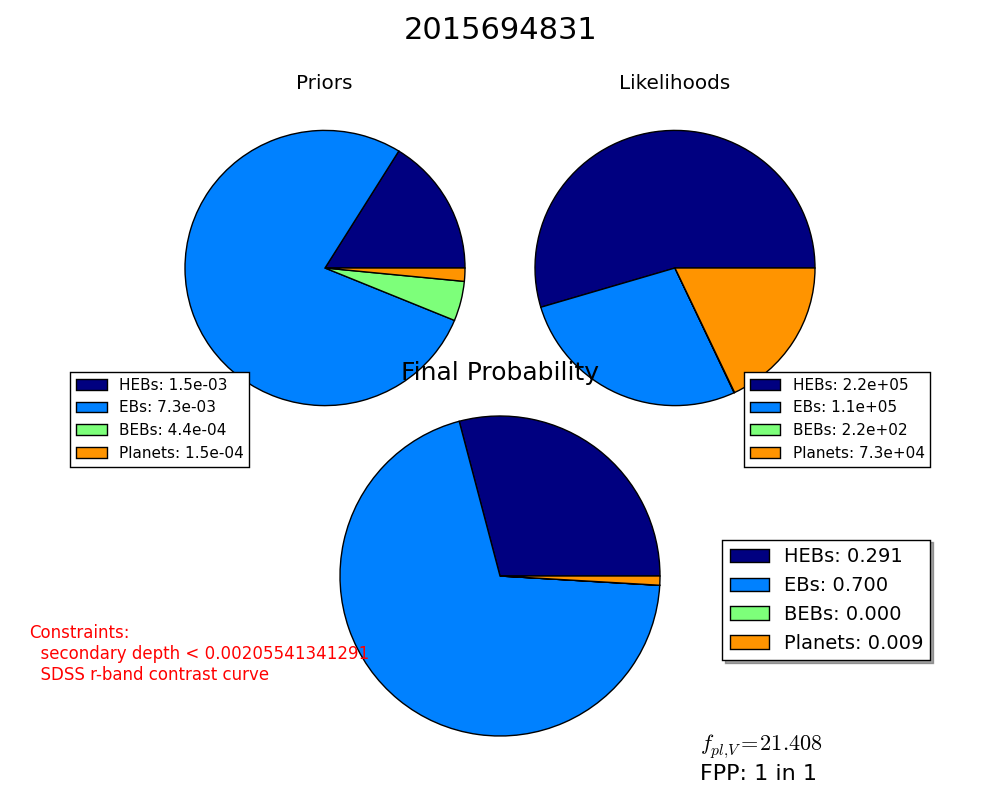 2015694831
Priors
Likelihoods
HEBs: 1.5e-03
EBs: 7.3e-03
BEBs: 4.4e-04
Planets: 1.5e-04
HEBs: 2.2e+05
EBs: 1.1e+05
BEBs: 2.2e+02
Planets: 7.3e+04
Final Probability
HEBs: 0.291
EBs: 0.700
BEBs: 0.000
Planets: 0.009
Constraints:
secondary depth < 0.00205541341291
SDSS r-band contrast curve
f_{pl,V}=21.408
FPP: 1 in 1